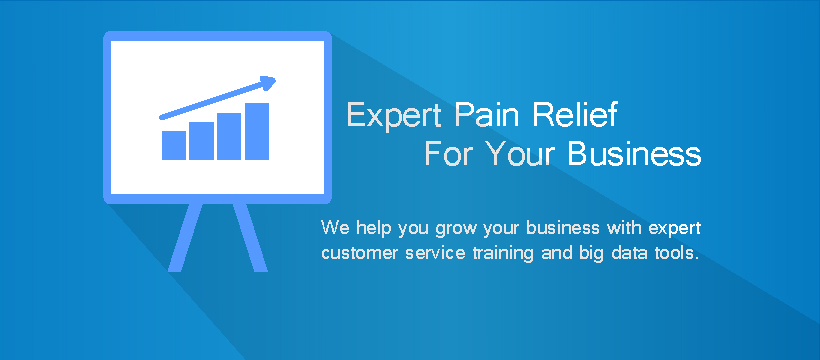 Expert Pain Relief
For Your Business
We help you grow your business with expert
customer service training and big data tools.